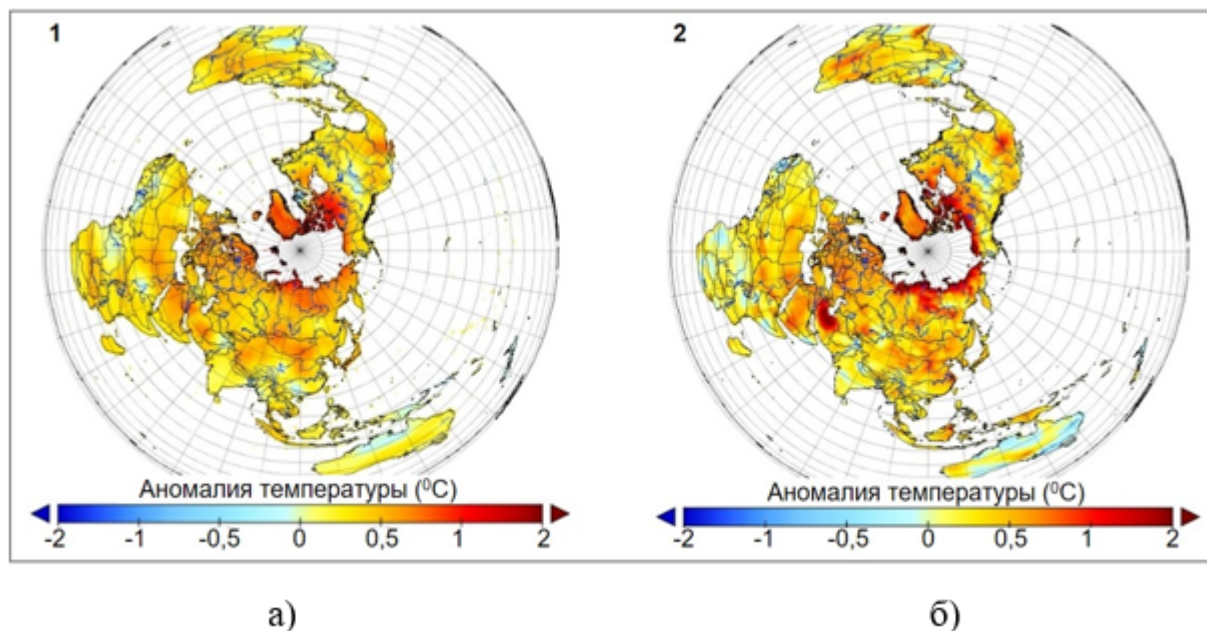 1
2
Аномалия температуры (⁰C)
-2 -1 -0,5 0 0,5 1 2
Аномалия температуры (⁰C)
-2 -1 -0,5 0 0,5 1 2
а)
б)